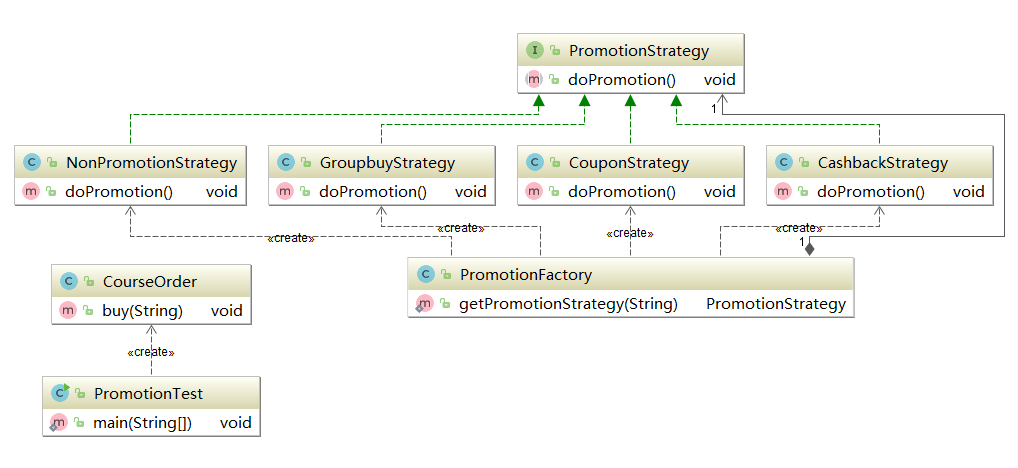 I PromotionStrategy
m doPromotion() void
1
C NonPromotionStrategy
m doPromotion() void
C GroupbuyStrategy
m doPromotion() void
C CouponStrategy
m doPromotion() void
C CashbackStrategy
m doPromotion() void
«create»
«create»
«create»
«create»
1
C PromotionFactory
m getPromotionStrategy(String) PromotionStrategy
C CourseOrder
m buy(String) void
«create»
C PromotionTest
m main(String[]) void